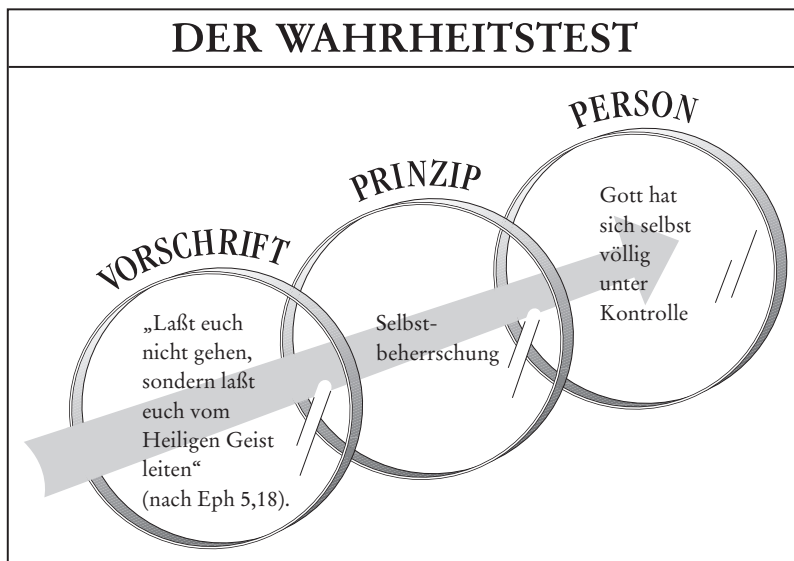 DER WAHRHEITSTEST
VORSCHRIFT
„Laßt euch
nicht gehen,
sondern laßt
euch vom
Heiligen Geist
leiten“
(nach Eph 5,18).
PRINZIP
Selbst-
beherrschung
PERSON
Gott hat
sich selbst
völlig
unter
Kontrolle